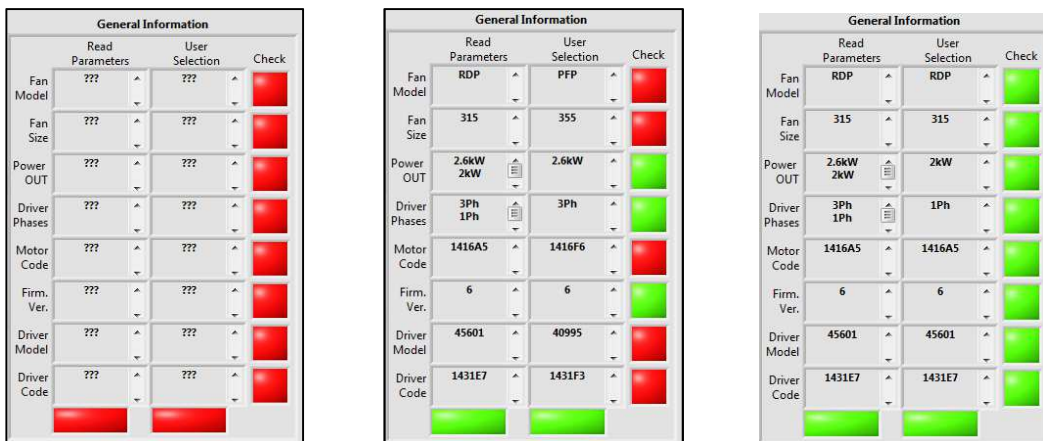 General Information
Read Parameters User Selection Check
Fan Model ??? ???
Fan Size ??? ???
Power OUT ??? ???
Driver Phases ??? ???
Motor Code ??? ???
Firm. Ver. ??? ???
Driver Model ??? ???
Driver Code ??? ???
General Information
Read Parameters User Selection Check
Fan Model RDP PFP
Fan Size 315 355
Power OUT 2.6kW 2kW 2.6kW
Driver Phases 3Ph 1Ph 3Ph
Motor Code 1416A5 1416F6
Firm. Ver. 6 6
Driver Model 45601 40995
Driver Code 1431E7 1431F3
General Information
Read Parameters User Selection Check
Fan Model RDP RDP
Fan Size 315 315
Power OUT 2.6kW 2kW 2kW
Driver Phases 3Ph 1Ph 1Ph
Motor Code 1416A5 1416A5
Firm. Ver. 6 6
Driver Model 45601 45601
Driver Code 1431E7 1431E7